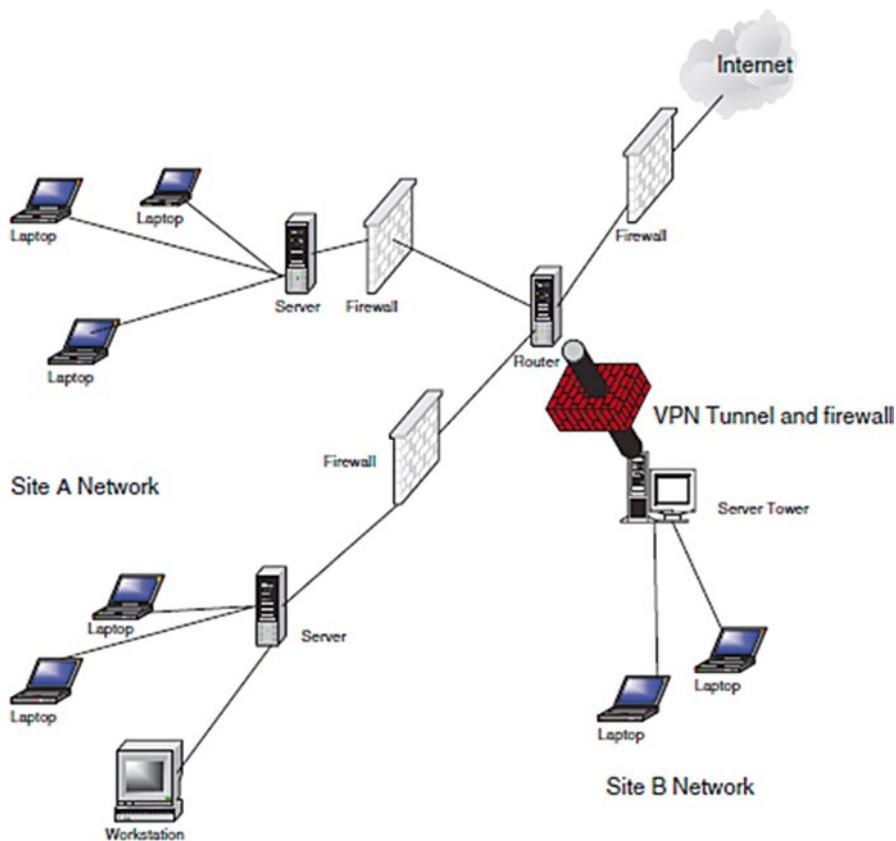 Internet
Laptop
Laptop
Firewall
Server
Firewall
Laptop
Router
VPN Tunnel and firewall
Firewall
Site A Network
Server Tower
Laptop
Server
Laptop
Laptop
Laptop
Site B Network
Workstation